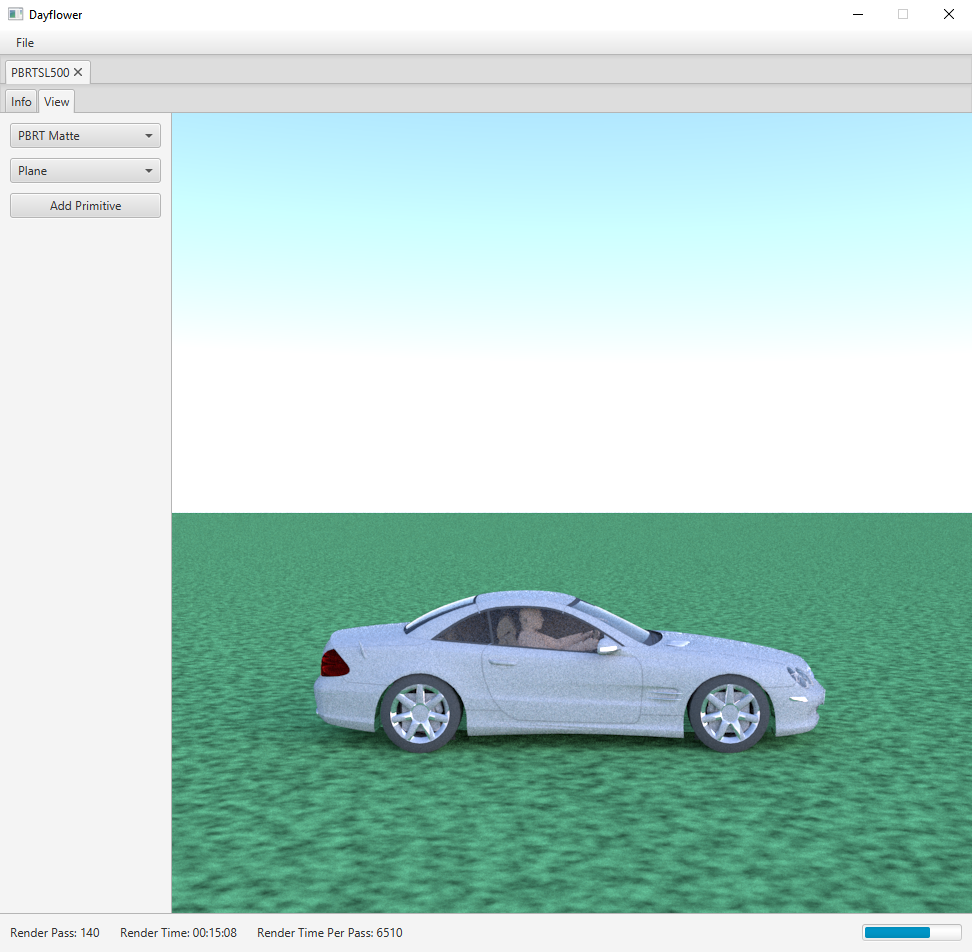 Dayflower
File
PBRTSL500
Info View
PBRT Matte
Plane
Add Primitive
Render Pass: 140 Render Time: 00:15:08 Render Time Per Pass: 6510